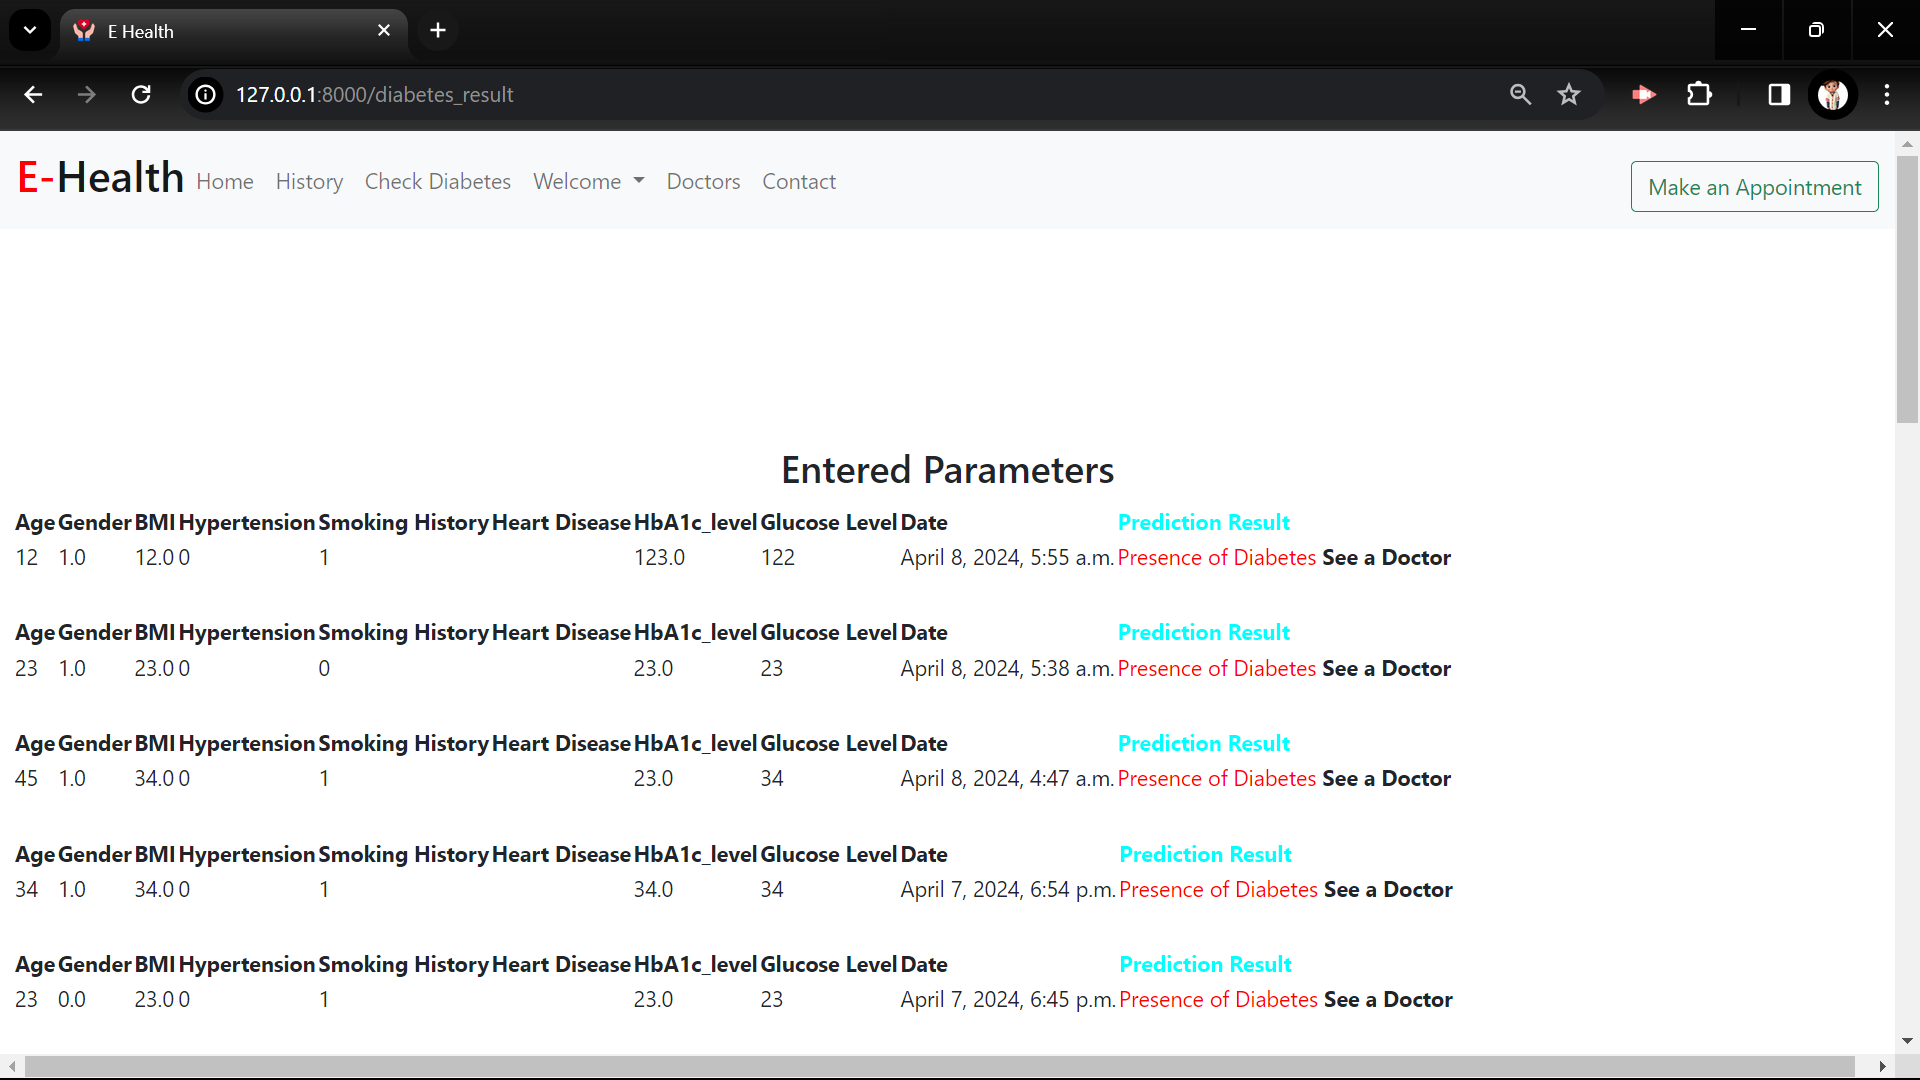 E Health
127.0.0.1:8000/diabetes_result
E-Health Home History Check Diabetes Welcome Doctors Contact Make an Appointment
Entered Parameters
Age Gender BMI Hypertension Smoking History Heart Disease HbA1c_level Glucose Level Date Prediction Result
12 1.0 12.0 0 1 123.0 122 April 8, 2024, 5:55 a.m. Presence of Diabetes See a Doctor
Age Gender BMI Hypertension Smoking History Heart Disease HbA1c_level Glucose Level Date Prediction Result
23 1.0 23.0 0 0 23.0 23 April 8, 2024, 5:38 a.m. Presence of Diabetes See a Doctor
Age Gender BMI Hypertension Smoking History Heart Disease HbA1c_level Glucose Level Date Prediction Result
45 1.0 34.0 0 1 23.0 34 April 8, 2024, 4:47 a.m. Presence of Diabetes See a Doctor
Age Gender BMI Hypertension Smoking History Heart Disease HbA1c_level Glucose Level Date Prediction Result
34 1.0 34.0 0 1 34.0 34 April 7, 2024, 6:54 p.m. Presence of Diabetes See a Doctor
Age Gender BMI Hypertension Smoking History Heart Disease HbA1c_level Glucose Level Date Prediction Result
23 0.0 23.0 0 1 23.0 23 April 7, 2024, 6:45 p.m. Presence of Diabetes See a Doctor